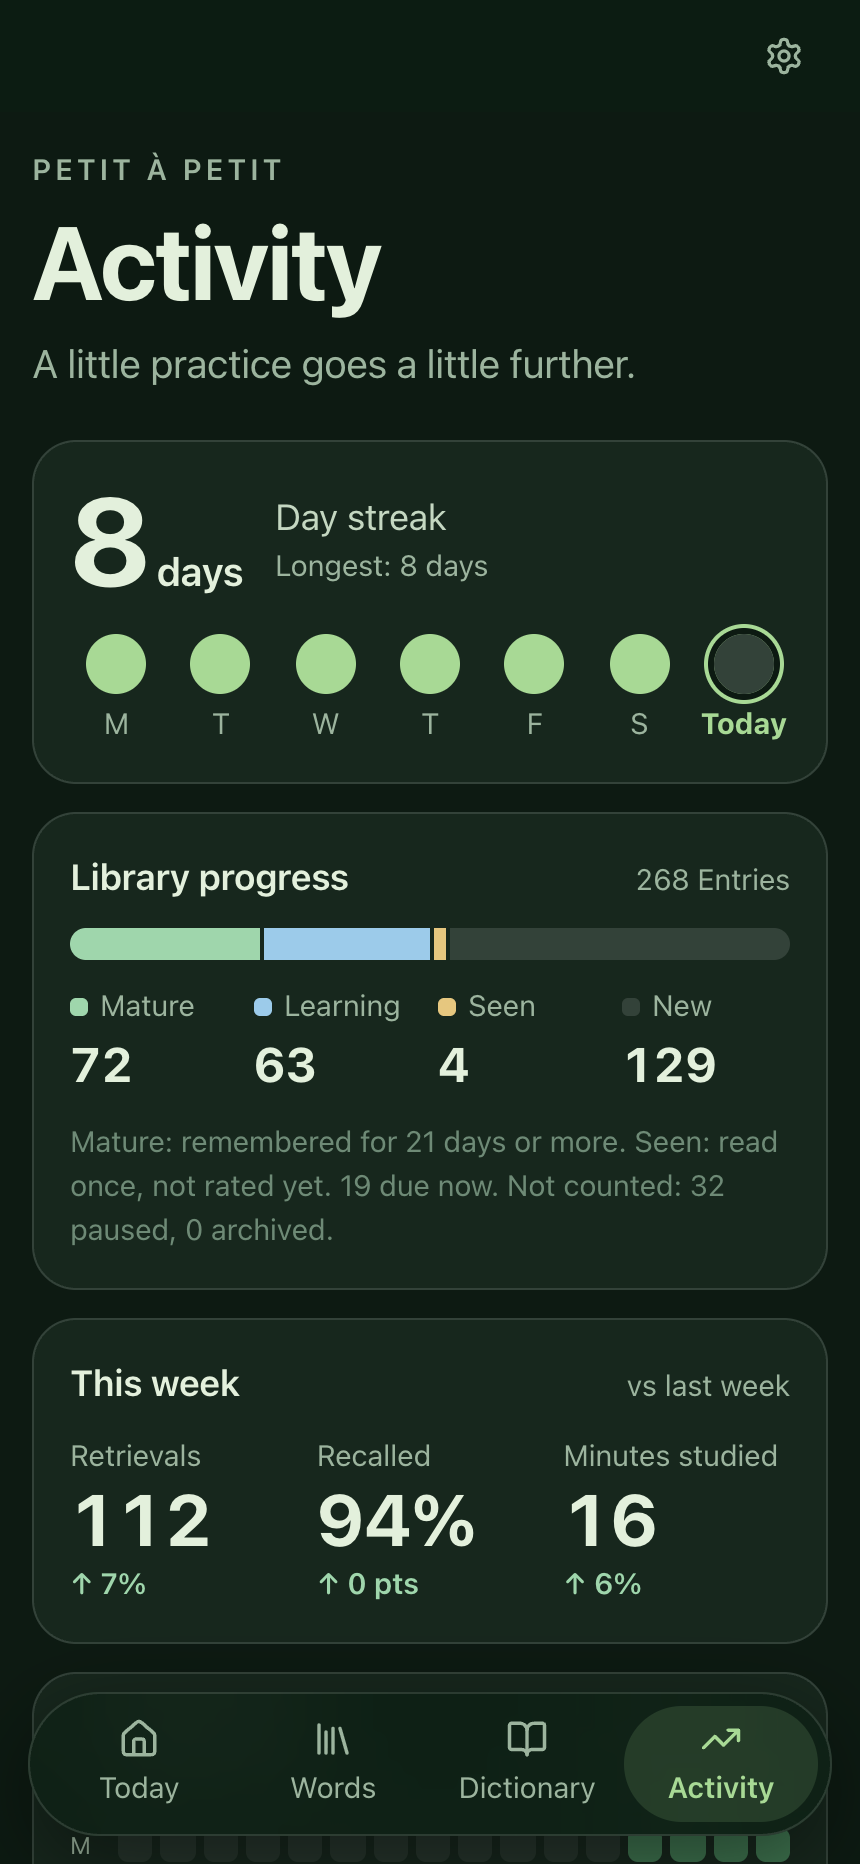 PETIT À PETIT
Activity
A little practice goes a little further.
8 days
Day streak
Longest: 8 days
M T W T F S Today
Library progress
268 Entries
Mature Learning Seen New
72 63 4 129
Mature: remembered for 21 days or more. Seen: read
once, not rated yet. 19 due now. Not counted: 32
paused, 0 archived.
This week
vs last week
Retrievals Recalled Minutes studied
112 94% 16
↑ 7% ↑ 0 pts ↑ 6%
Today Words Dictionary Activity
M